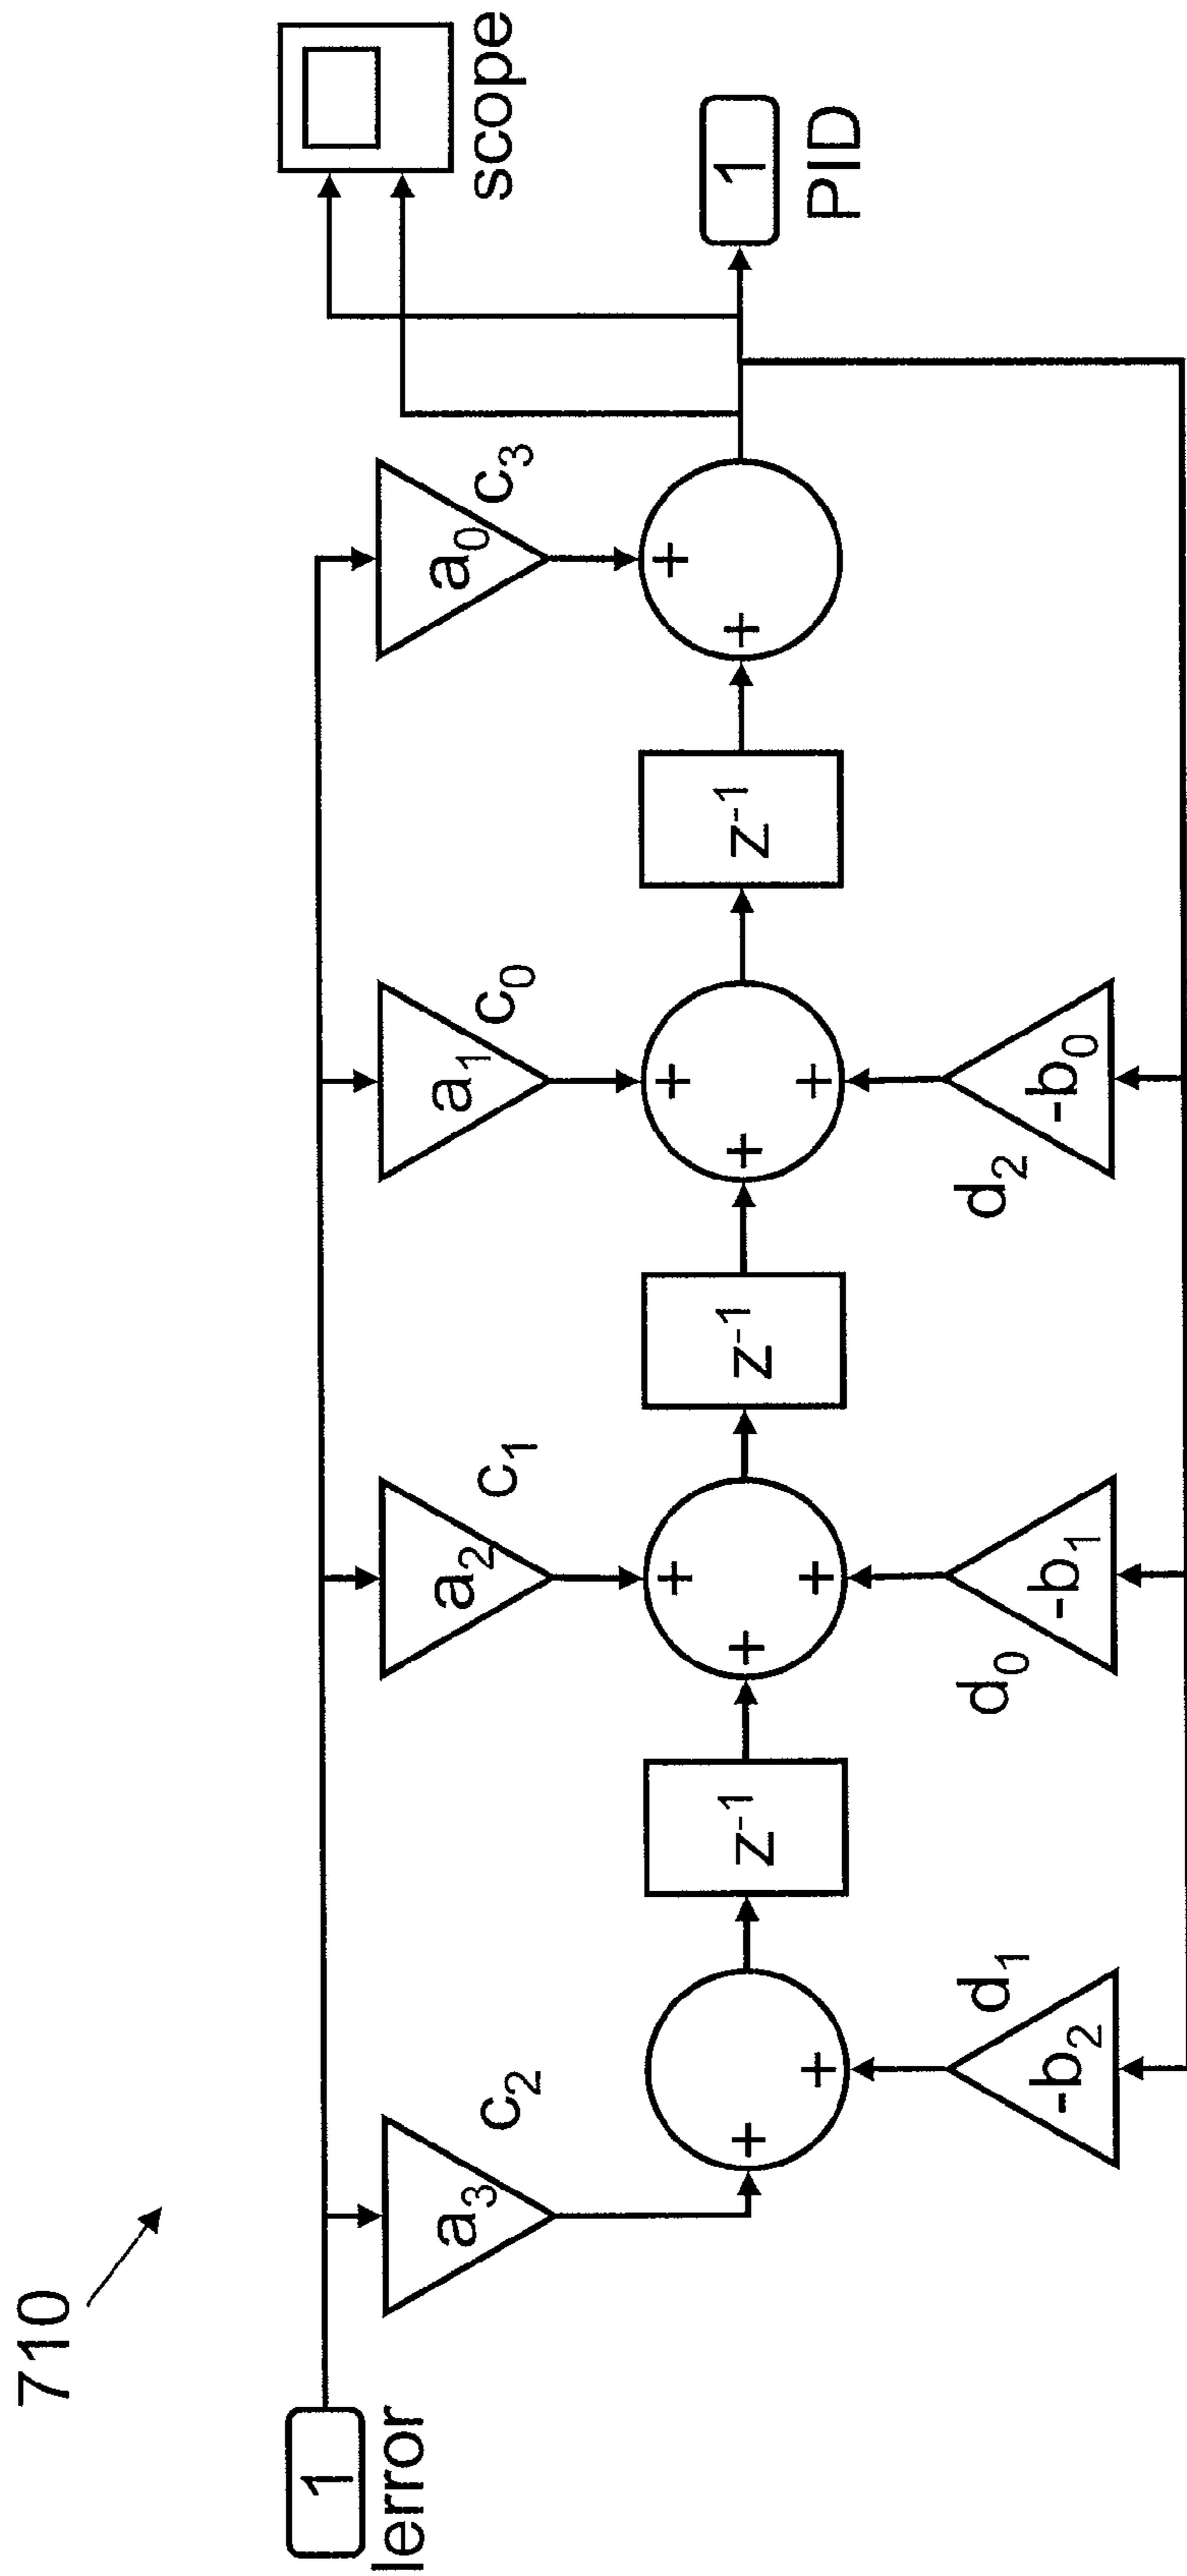 710
1
Ierror
a3
c2
a2
c1
a1
c0
a0
c3
scope
+
+
z-1
+
+
+
z-1
+
+
+
z-1
+
+
1
PID
-b2
d1
-b1
d0
-b0
d2